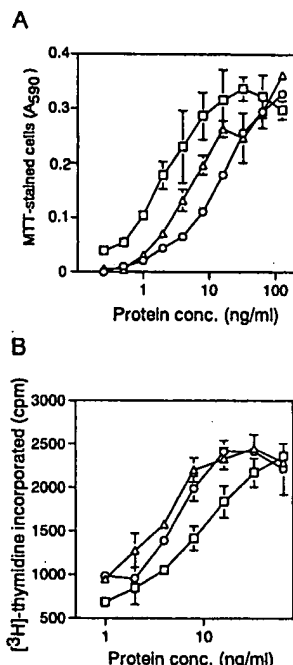 A
MTT-stained cells (A590)
0.4
0.3
0.2
0.1
0
1
10
100
Protein conc. (ng/ml)
B
[3H]-thymidine incorporated (cpm)
3000
2500
2000
1500
1000
500
1
10
Protein conc. (ng/ml)